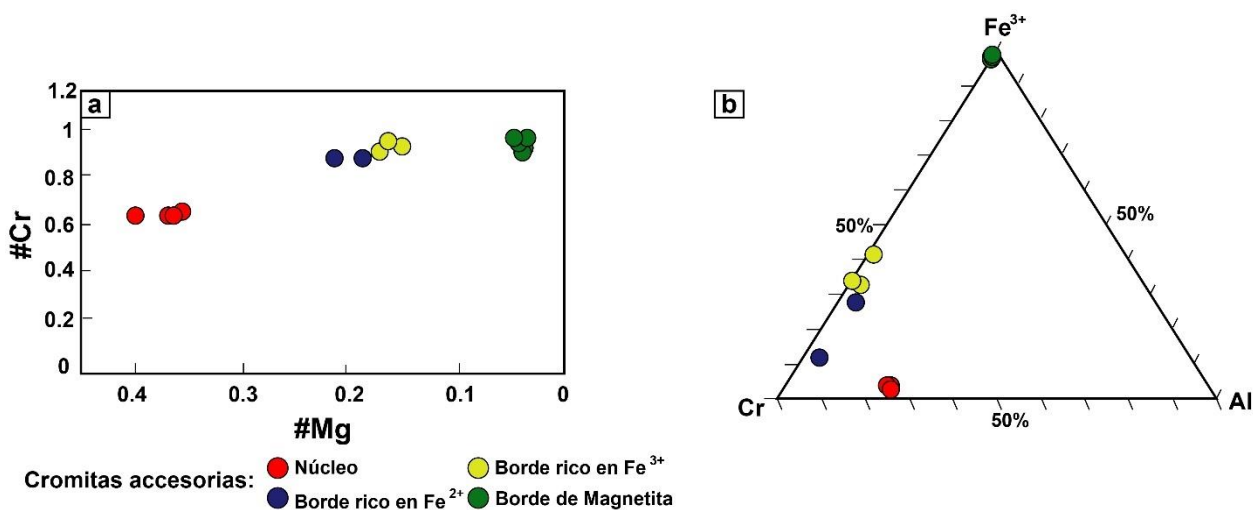 a
1.2
1
0.8
0.6
0.4
0.2
0
#Cr
0.4 0.3 0.2 0.1 0
#Mg
b
Fe³⁺
50%
50%
Cr
50%
Al
Cromitas accesorias:
Núcleo
Borde rico en Fe²⁺
Borde rico en Fe³⁺
Borde de Magnetita